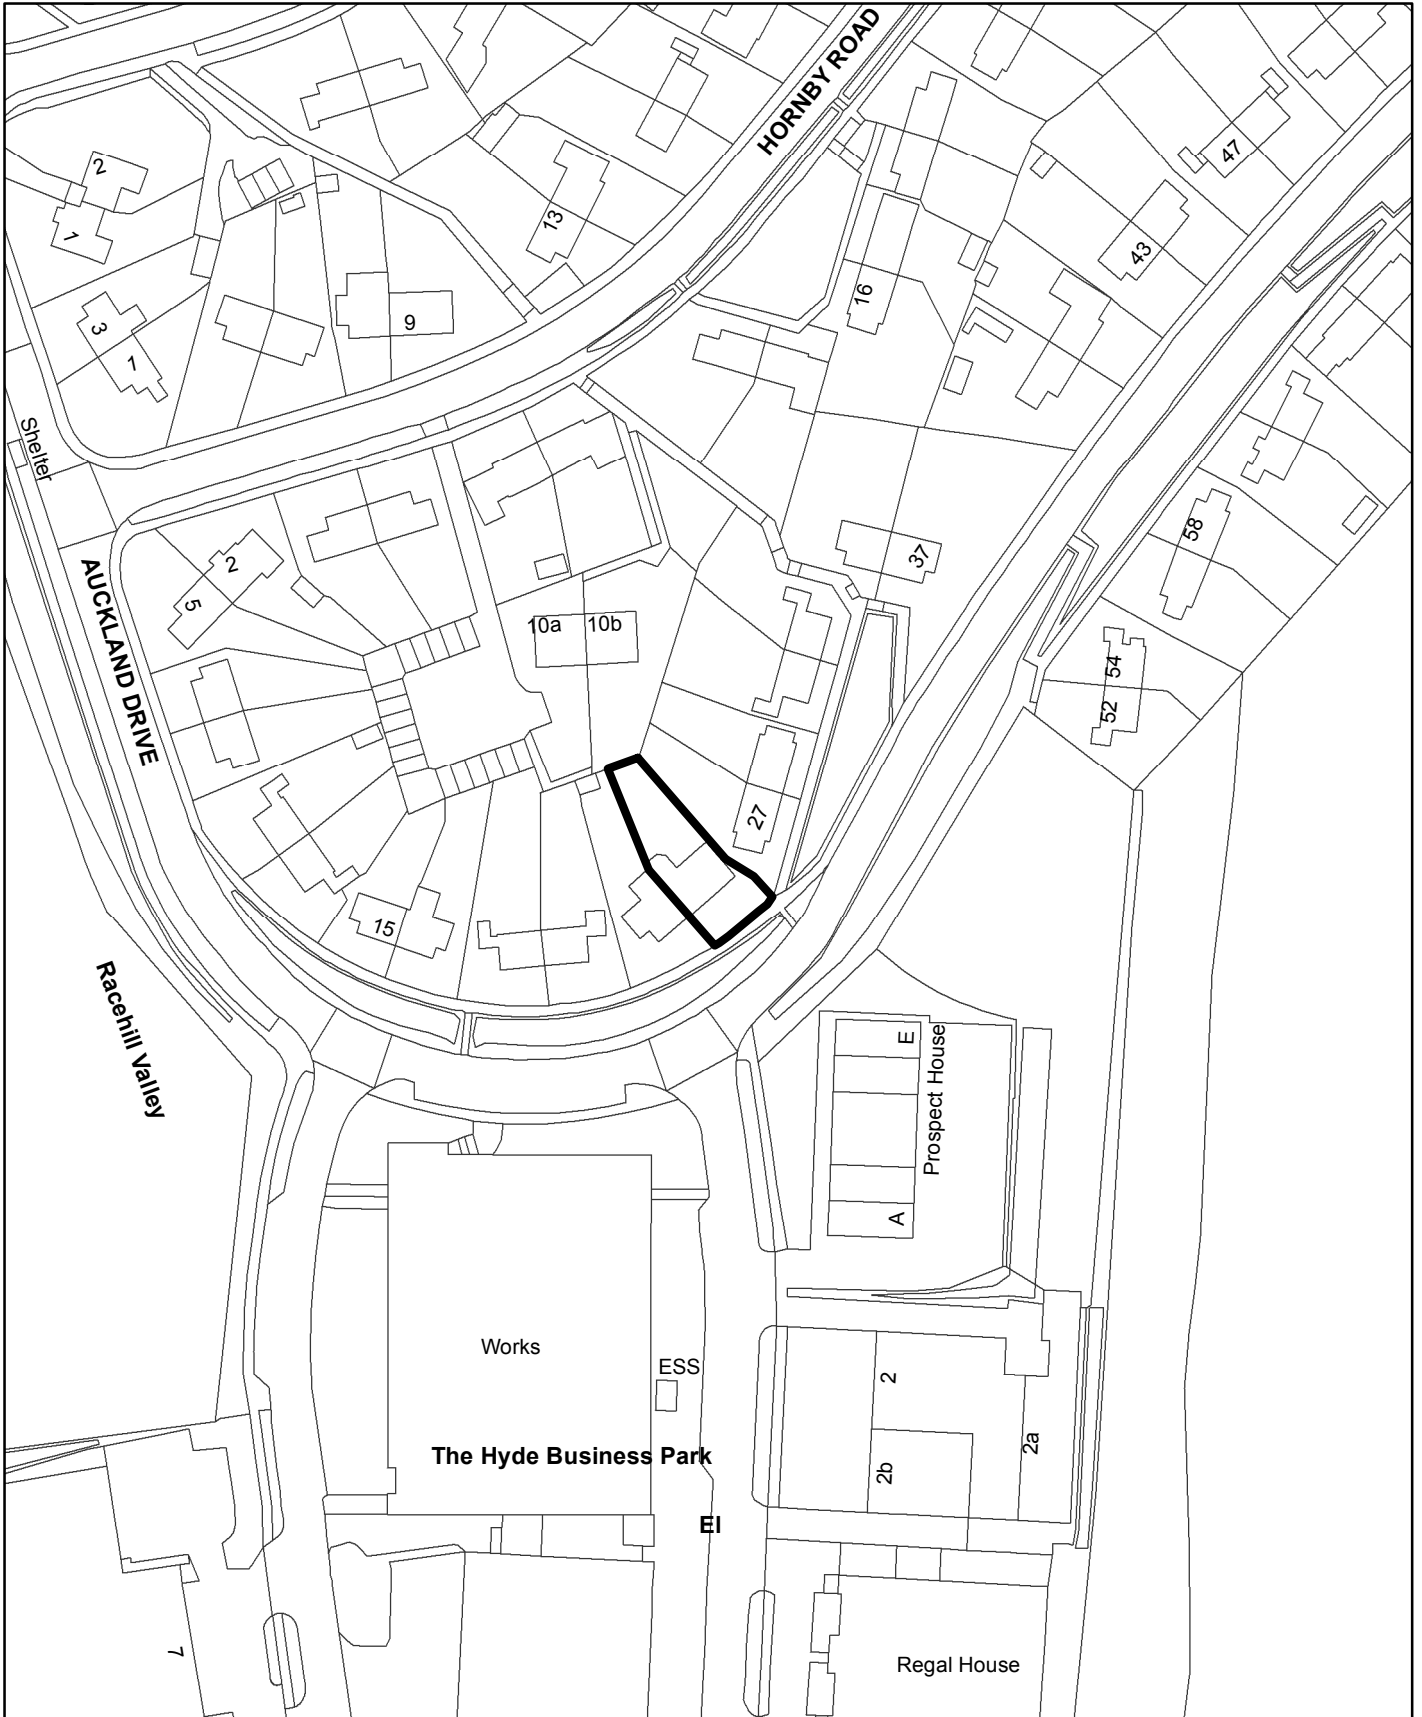 HORNBY ROAD
47
2
1
13
43
16
9
3
1
Shelter
58
2
37
5
10a
10b
AUCKLAND DRIVE
54
52
27
15
Racehill Valley
E
Prospect House
A
Works
ESS
2
2a
The Hyde Business Park
2b
El
7
Regal House